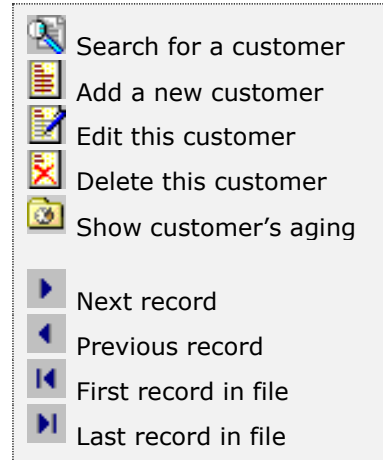 Search for a customer
Add a new customer
Edit this customer
Delete this customer
Show customer's aging
Next record
Previous record
First record in file
Last record in file